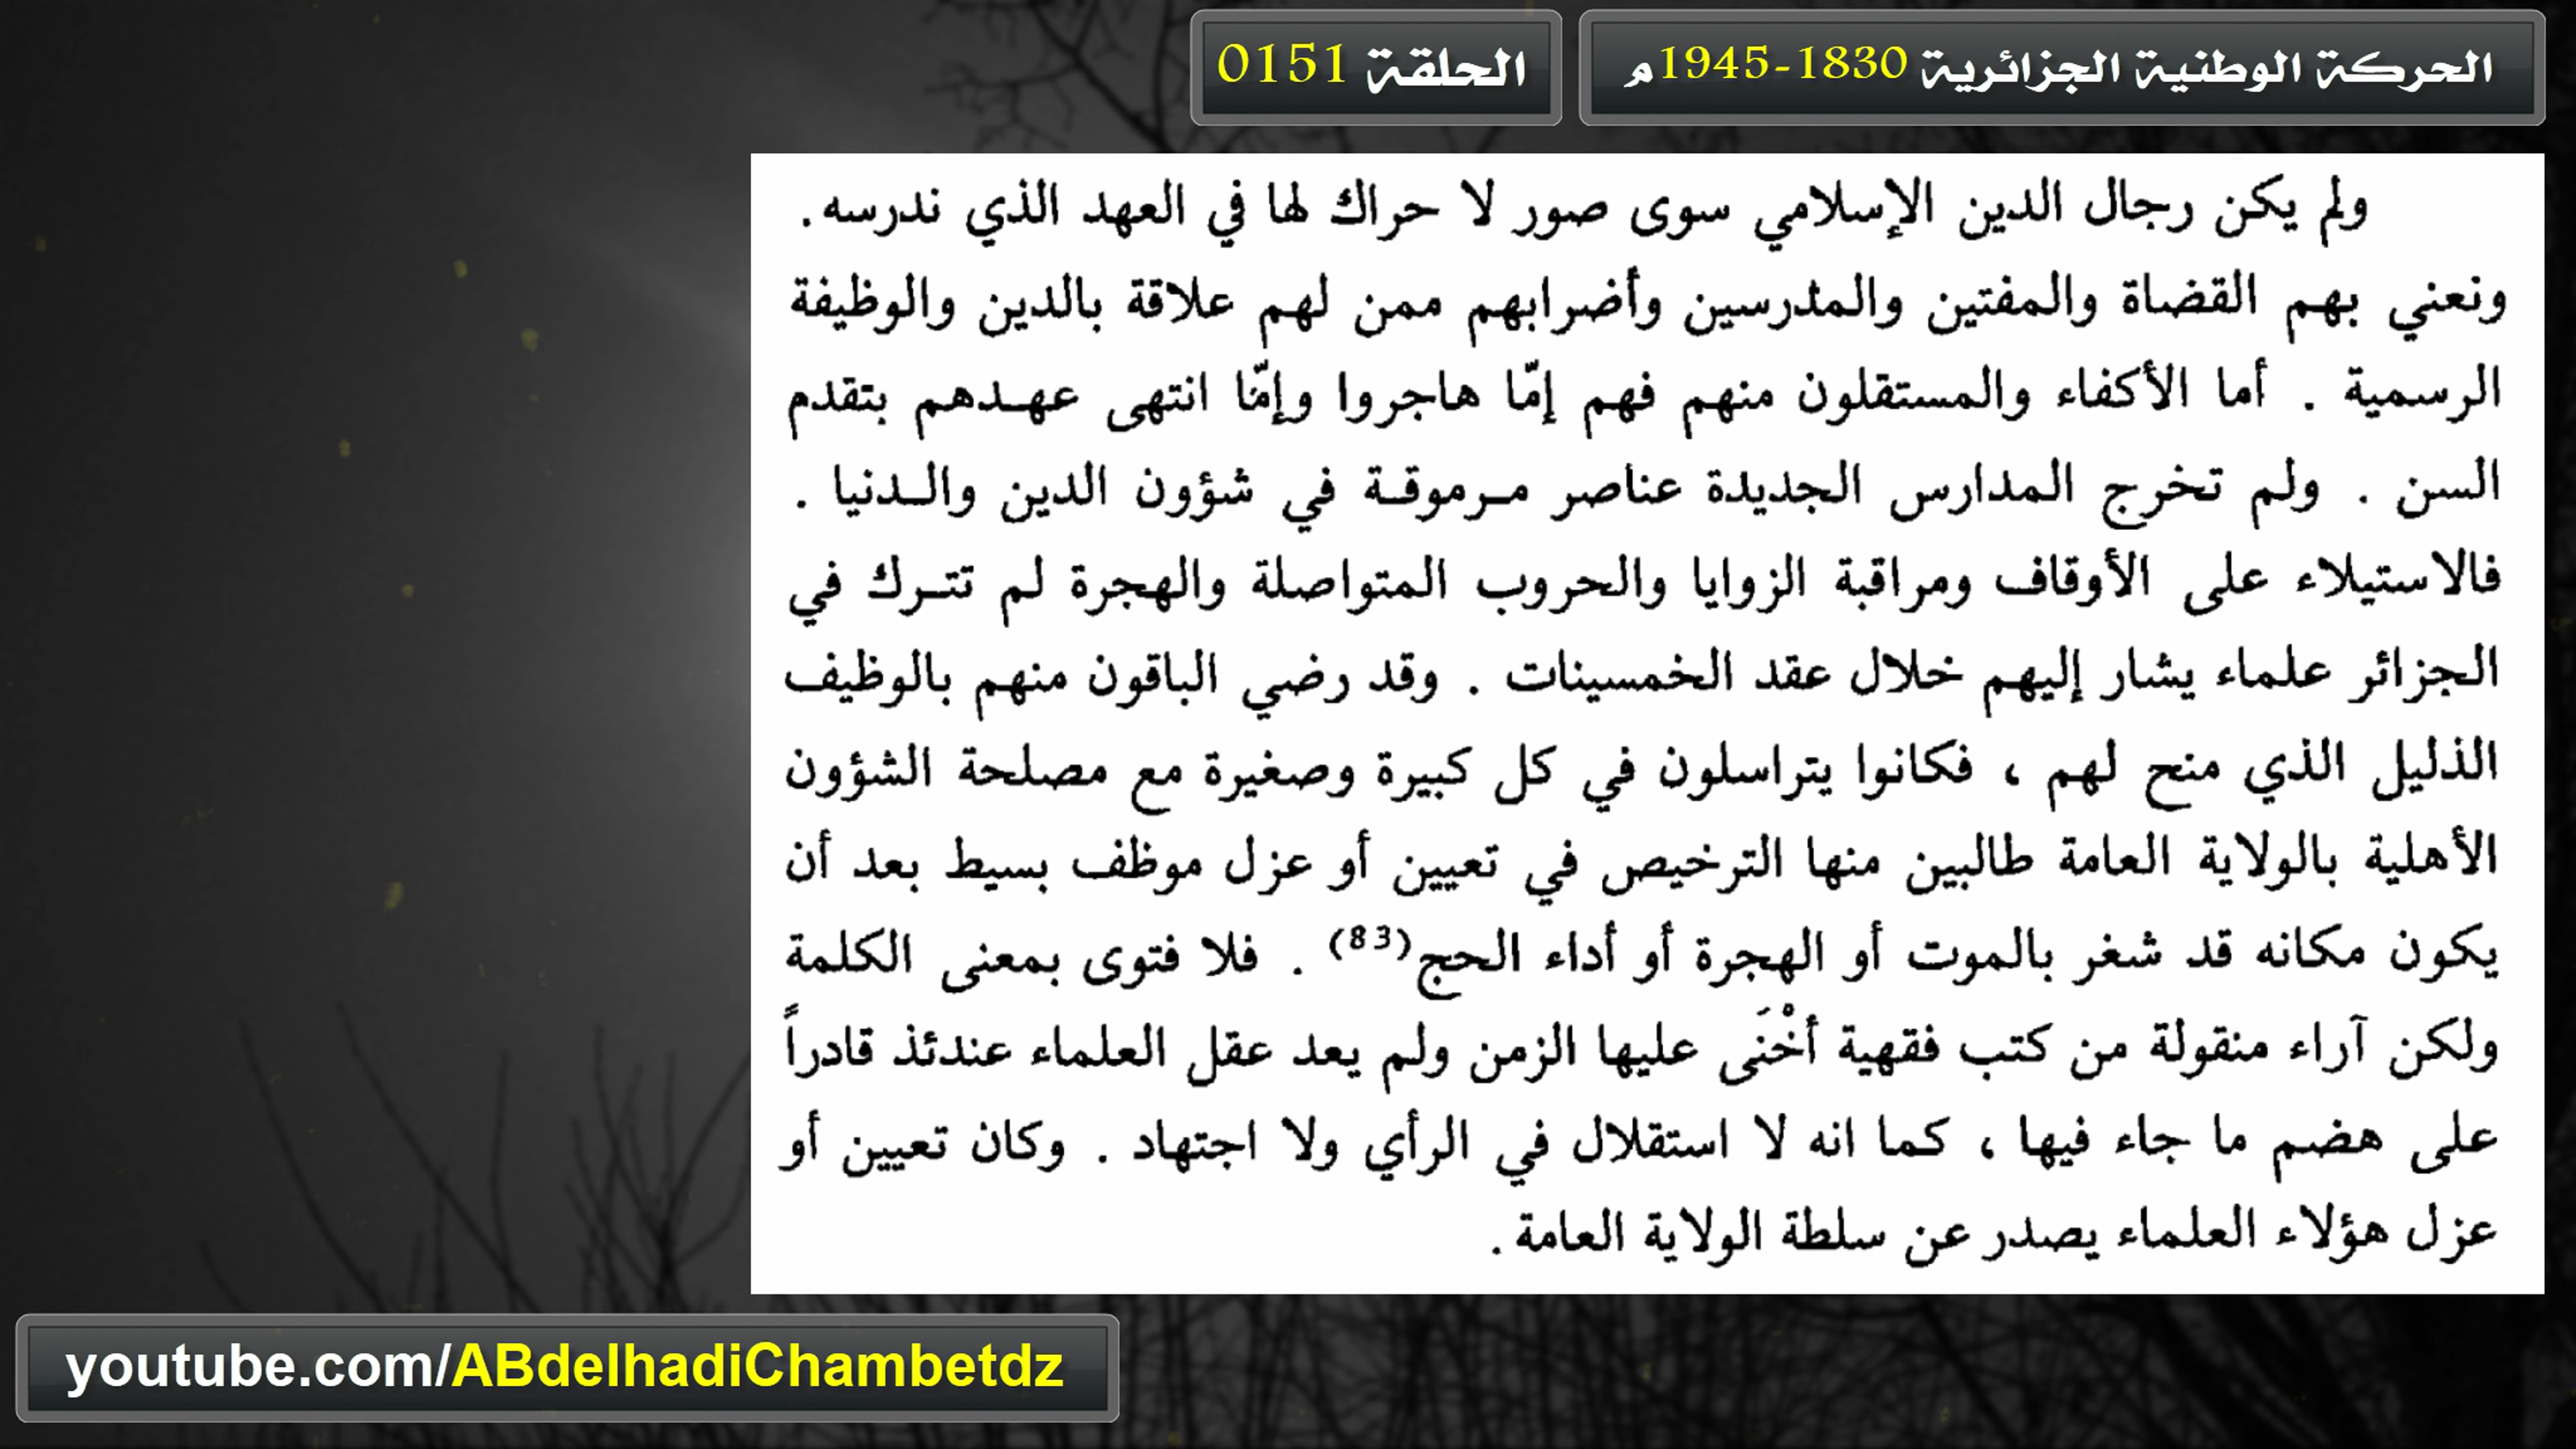 الحركة الوطنية الجزائرية 1830-1945م
الحلقة 0151
ولم يكن رجال الدين الإسلامي سوى صور لا حراك لها في العهد الذي ندرسه .
ونعني بهم القضاة والمفتين والمدرسين وأضرابهم ممن لهم علاقة بالدين والوظيفة
الرسمية . أما الأكفاء والمستقلون منهم فهم إمّا هاجروا وإمّا انتهى عهدهم بتقدم
السن . ولم تخرج المدارس الجديدة عناصر مرموقة في شؤون الدين والدنيا .
فالاستيلاء على الأوقاف ومراقبة الزوايا والحروب المتواصلة والهجرة لم تترك في
الجزائر علماء يشار إليهم خلال عقد الخمسينات . وقد رضي الباقون منهم بالوظيف
الذليل الذي منح لهم ، فكانوا يتراسلون في كل كبيرة وصغيرة مع مصلحة الشؤون
الأهلية بالولاية العامة طالبين منها الترخيص في تعيين أو عزل موظف بسيط بعد أن
يكون مكانه قد شغر بالموت أو الهجرة أو أداء الحج(83) . فلا فتوى بمعنى الكلمة
ولكن آراء منقولة من كتب فقهية أخْنَى عليها الزمن ولم يعد عقل العلماء عندئذ قادراً
على هضم ما جاء فيها ، كما انه لا استقلال في الرأي ولا اجتهاد . وكان تعيين أو
عزل هؤلاء العلماء يصدر عن سلطة الولاية العامة .
youtube.com/ABdelhadiChambetdz